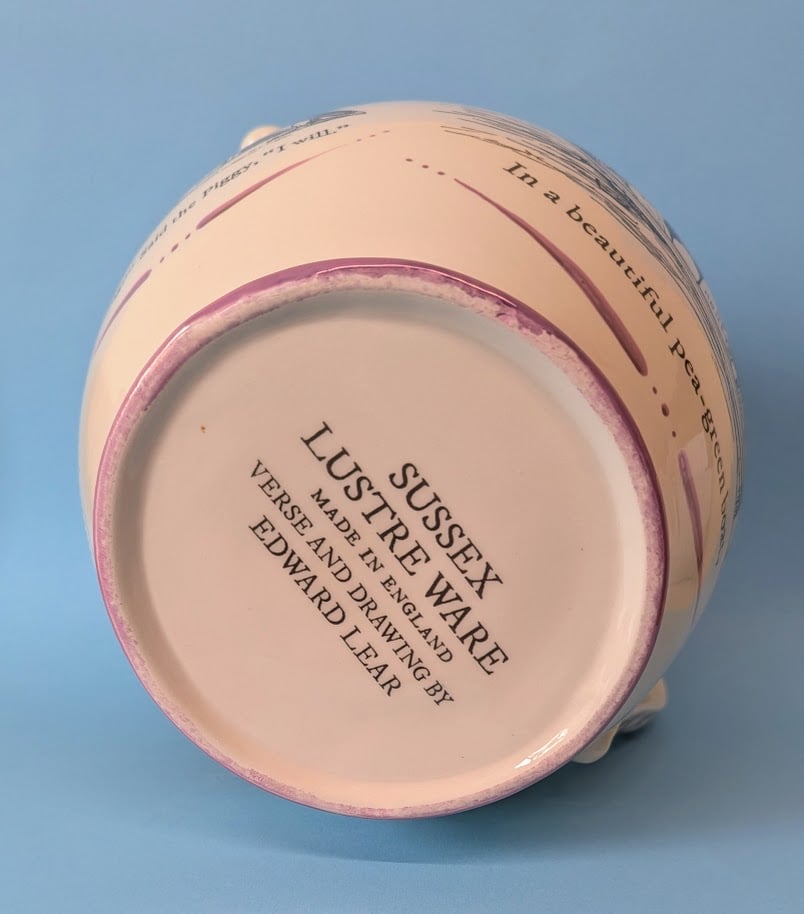 said the Piggy, "I will."
In a beautiful pea-green
SUSSEX
LUSTRE WARE
MADE IN ENGLAND
VERSE AND DRAWING BY
EDWARD LEAR